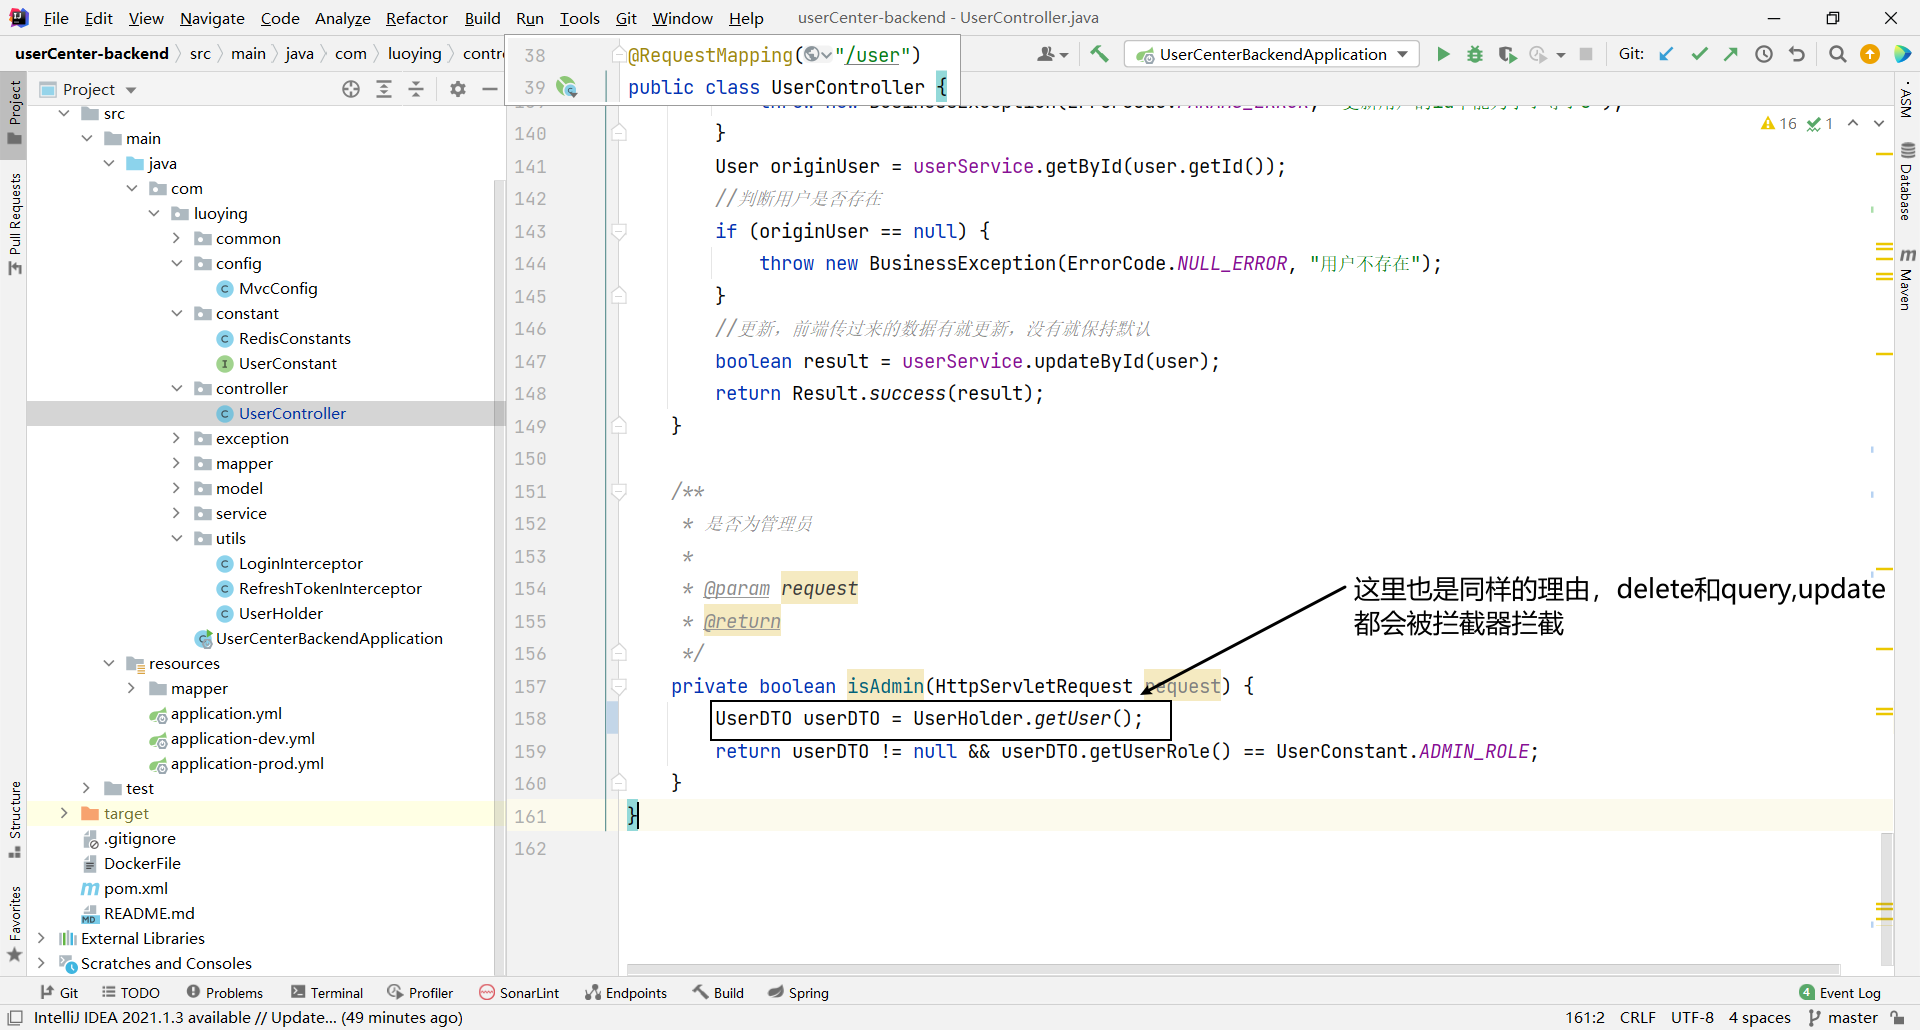 File Edit View Navigate Code Analyze Refactor Build Run Tools Git Window Help userCenter-backend - UserController.java
userCenter-backend src main java com luoying contro UserCenterBackendApplication Git:
38 @RequestMapping("/user")
39 public class UserController {
Project
src
main
java
com
luoying
common
config
MvcConfig
constant
RedisConstants
UserConstant
controller
UserController
exception
mapper
model
service
utils
LoginInterceptor
RefreshTokenInterceptor
UserHolder
UserCenterBackendApplication
resources
mapper
application.yml
application-dev.yml
application-prod.yml
test
target
.gitignore
DockerFile
pom.xml
README.md
External Libraries
Scratches and Consoles
Project
Pull Requests
Structure
Favorites
16 1
140 }
141 User originUser = userService.getById(user.getId());
142 //判断用户是否存在
143 if (originUser == null) {
144 throw new BusinessException(ErrorCode.NULL_ERROR, "用户不存在");
145 }
146 //更新，前端传过来的数据有就更新，没有就保持默认
147 boolean result = userService.updateById(user);
148 return Result.success(result);
149 }
150
151 /**
152 * 是否为管理员
153 *
154 * @param request
155 * @return
156 */
157 private boolean isAdmin(HttpServletRequest request) {
158 UserDTO userDTO = UserHolder.getUser();
159 return userDTO != null && userDTO.getUserRole() == UserConstant.ADMIN_ROLE;
160 }
161 }
162
这里也是同样的理由，delete和query,update
都会被拦截器拦截
ASM
Database
Maven
Git TODO Problems Terminal Profiler SonarLint Endpoints Build Spring 4 Event Log
IntelliJ IDEA 2021.1.3 available // Update... (49 minutes ago) 161:2 CRLF UTF-8 4 spaces master